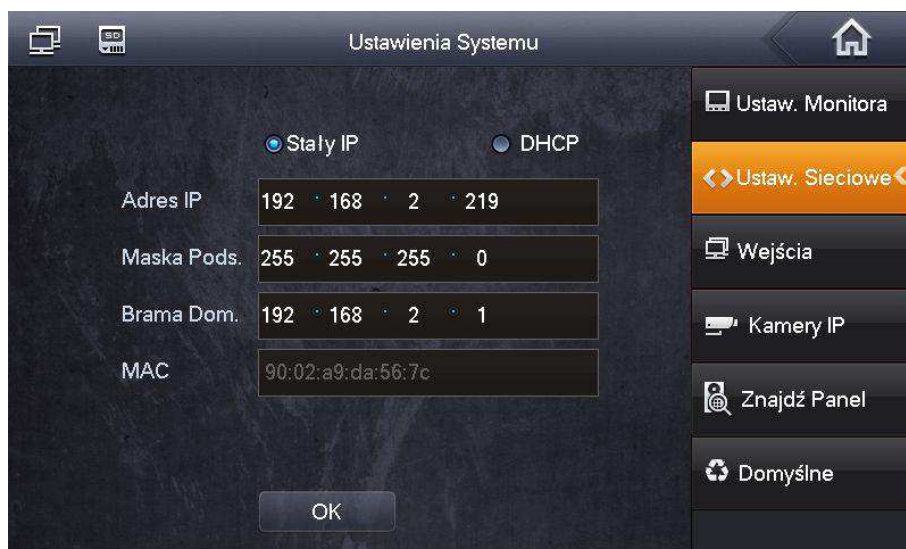 SD
Ustawienia Systemu
Stały IP
DHCP
Adres IP
192 · 168 · 2 · 219
Maska Pods.
255 · 255 · 255 · 0
Brama Dom.
192 · 168 · 2 · 1
MAC
90:02:a9:da:56:7c
OK
Ustaw. Monitora
Ustaw. Sieciowe
Wejścia
Kamery IP
Znajdź Panel
Domyślne